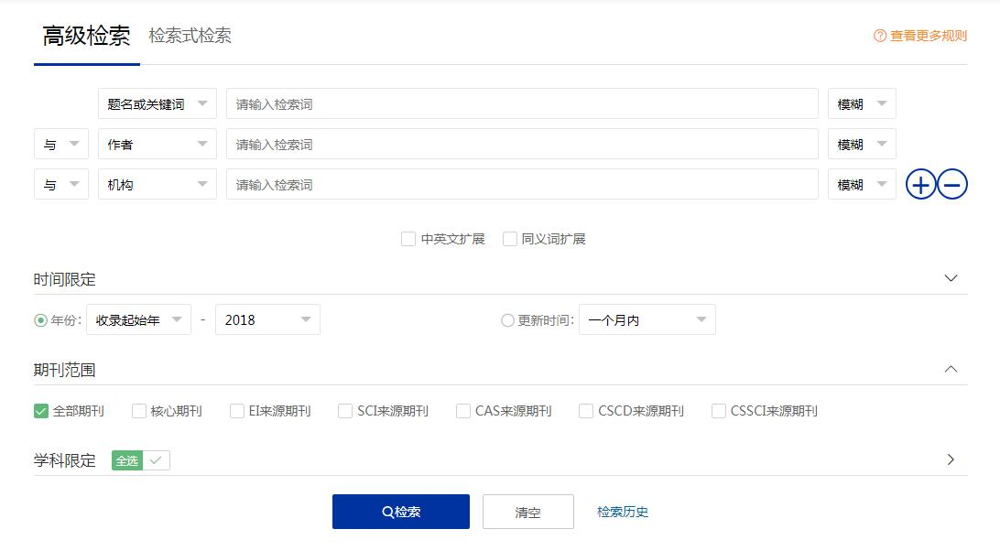 高级检索 检索式检索 查看更多规则
题名或关键词 请输入检索词 模糊
与 作者 请输入检索词 模糊
与 机构 请输入检索词 模糊
中英文扩展 同义词扩展
时间限定
年份： 收录起始年 - 2018 更新时间： 一个月内
期刊范围
全部期刊 核心期刊 EI来源期刊 SCI来源期刊 CAS来源期刊 CSCD来源期刊 CSSCI来源期刊
学科限定 全选
检索 清空 检索历史